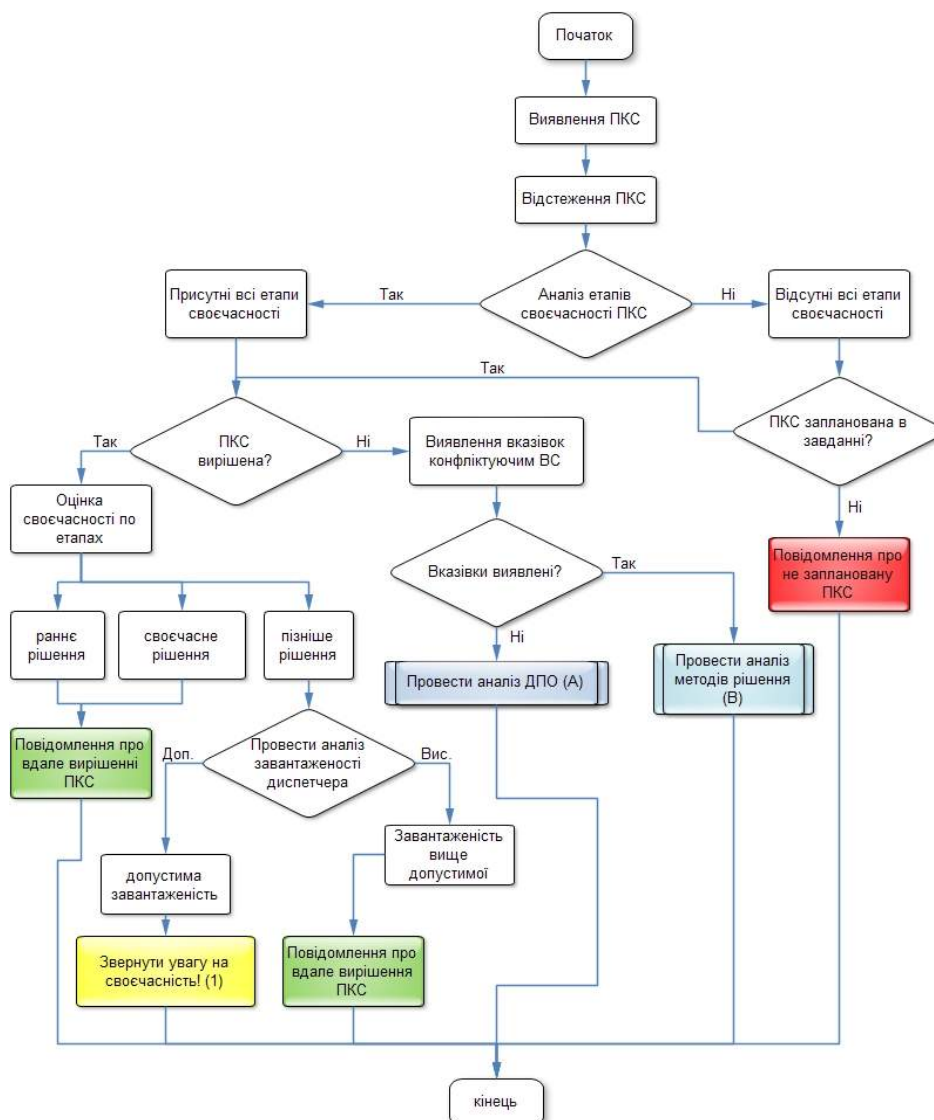 Початок
Виявлення ПКС
Відстеження ПКС
Присутні всі етапи
своєчасності
Так
Аналіз етапів
своєчасності ПКС
Ні
Відсутні всі етапи
своєчасності
Так
ПКС запланована в
завданні?
Так
ПКС
вирішена?
Ні
Виявлення вказівок
конфліктуючим ВС
Оцінка
своєчасності по
етапах
Ні
Повідомлення про
не заплановану
ПКС
Вказівки виявлені?
Так
раннє
рішення
своєчасне
рішення
пізніше
рішення
Ні
Провести аналіз ДПО (А)
Провести аналіз
методів рішення
(В)
Повідомлення про
вдале вирішенні
ПКС
Доп.
Провести аналіз
завантаженості
диспетчера
Вис.
Завантаженість
вище
допустимої
допустима
завантаженість
Звернути увагу на
своєчасність! (1)
Повідомлення про
вдале вирішення
ПКС
кінець